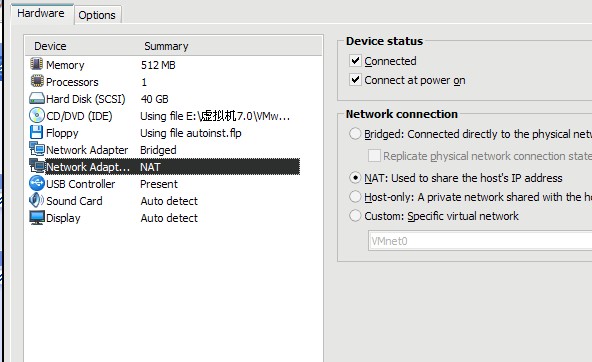 Hardware Options
Device Summary
Memory 512 MB
Processors 1
Hard Disk (SCSI) 40 GB
CD/DVD (IDE) Using file E:\虚拟机7.0\VMw...
Floppy Using file autoinst.flp
Network Adapter Bridged
Network Adapt... NAT
USB Controller Present
Sound Card Auto detect
Display Auto detect
Device status
Connected
Connect at power on
Network connection
Bridged: Connected directly to the physical netw
Replicate physical network connection state
NAT: Used to share the host's IP address
Host-only: A private network shared with the h
Custom: Specific virtual network
VMnet0